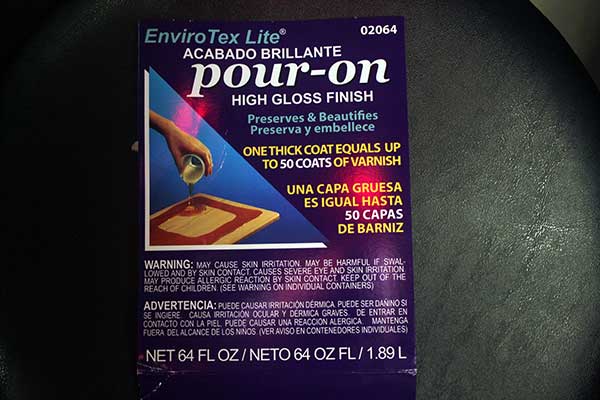 EnviroTex Lite® 02064
ACABADO BRILLANTE
pour-on
HIGH GLOSS FINISH
Preserves & Beautifies
Preserva y embellece
ONE THICK COAT EQUALS UP
TO 50 COATS OF VARNISH
UNA CAPA GRUESA
ES IGUAL HASTA
50 CAPAS
DE BARNIZ
WARNING: MAY CAUSE SKIN IRRITATION. MAY BE HARMFUL IF SWAL-
LOWED AND BY SKIN CONTACT. CAUSES SEVERE EYE AND SKIN IRRITATION.
MAY PRODUCE ALLERGIC REACTION BY SKIN CONTACT. KEEP OUT OF THE
REACH OF CHILDREN. (SEE WARNING ON INDIVIDUAL CONTAINERS)
ADVERTENCIA: PUEDE CAUSAR IRRITACIÓN DÉRMICA. PUEDE SER DAÑINO SI
SE INGIERE. CAUSA IRRITACIÓN OCULAR Y DÉRMICA GRAVES. DE ENTRAR EN
CONTACTO CON LA PIEL, PUEDE CAUSAR UNA REACCION ALERGICA. MANTENGA
FUERA DEL ALCANCE DE LOS NIÑOS (VER AVISO EN CONTENEDORES INDIVIDUALES)
NET 64 FL OZ / NETO 64 OZ FL / 1.89 L